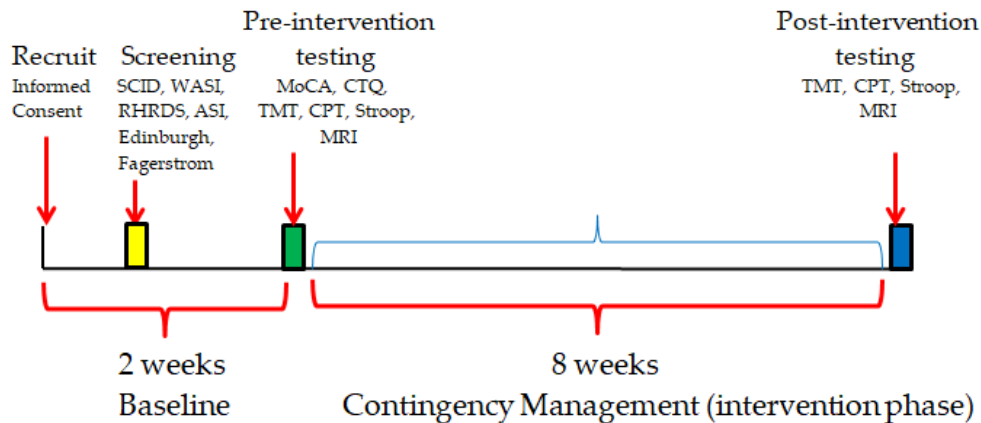 Recruit
Informed
Consent
Screening
SCID, WASI,
RHRDS, ASI,
Edinburgh,
Fagerstrom
Pre-intervention
testing
MoCA, CTQ,
TMT, CPT, Stroop,
MRI
Post-intervention
testing
TMT, CPT, Stroop,
MRI
2 weeks
Baseline
8 weeks
Contingency Management (intervention phase)